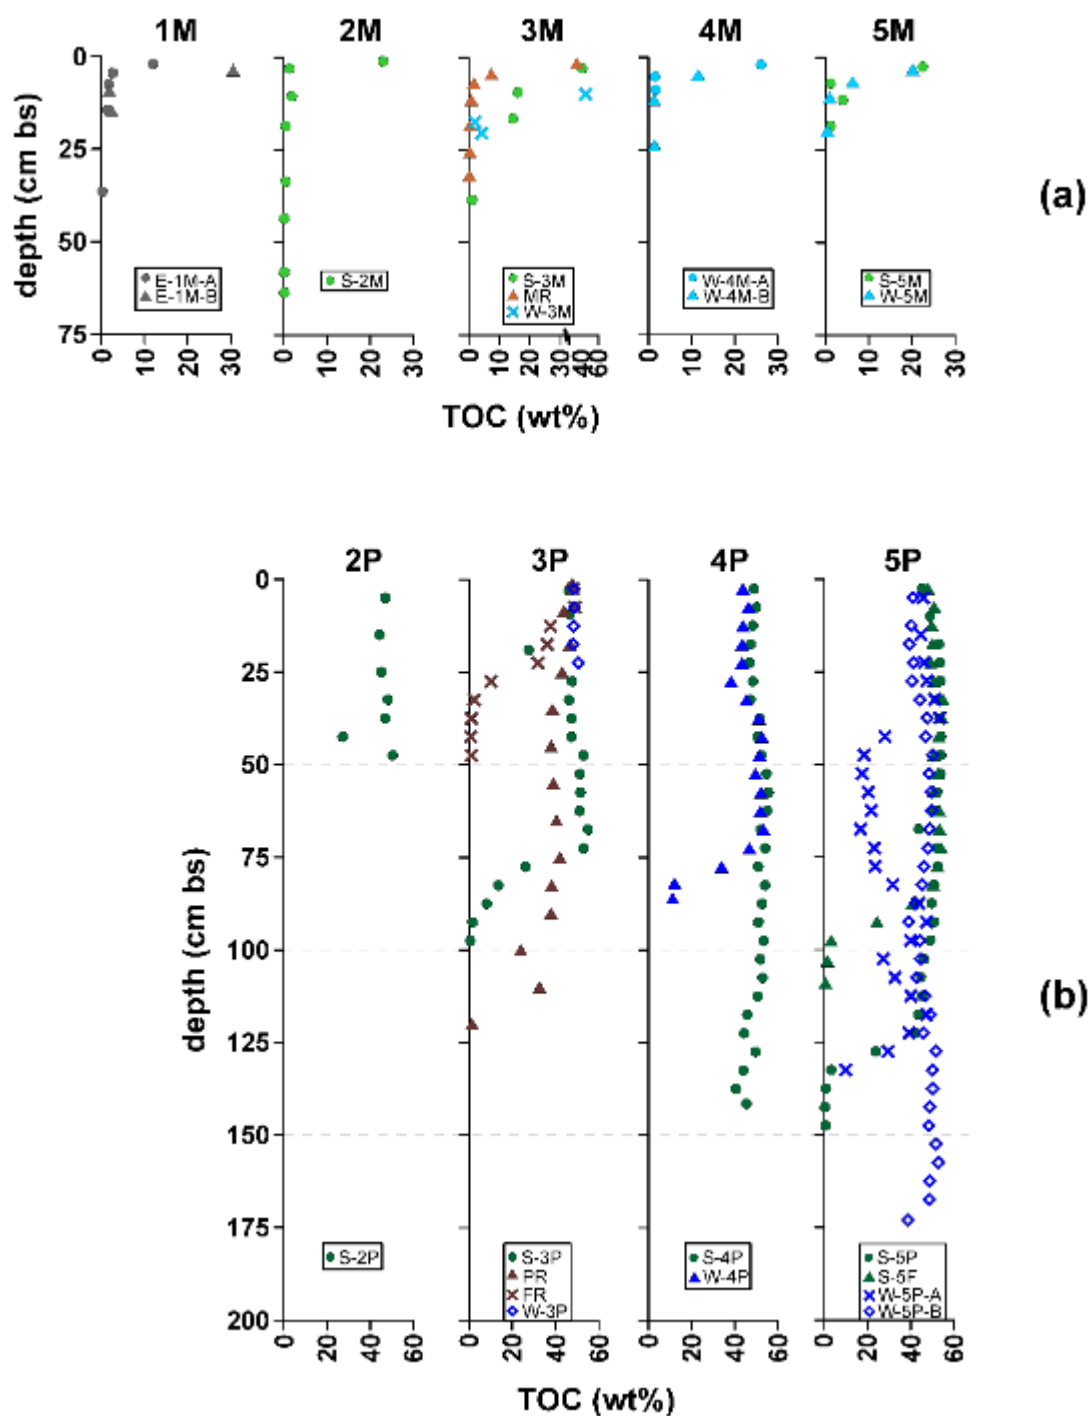 1M 2M 3M 4M 5M
0
25
50
75
depth (cm bs)
E-1M-A
E-1M-B
S-2M
S-3M
MR
W-3M
W-4M-A
W-4M-B
S-5M
W-5M
(a)
0 10 20 30 0 10 20 30 0 10 20 30 40 60 0 10 20 30 0 10 20 30
TOC (wt%)
2P 3P 4P 5P
0
25
50
75
100
125
150
175
200
depth (cm bs)
(b)
S-2P
S-3P
PR
FR
W-3P
S-4P
W-4P
S-5P
S-5F
W-5P-A
W-5P-B
0 20 40 60 0 20 40 60 0 20 40 60 0 20 40 60
TOC (wt%)